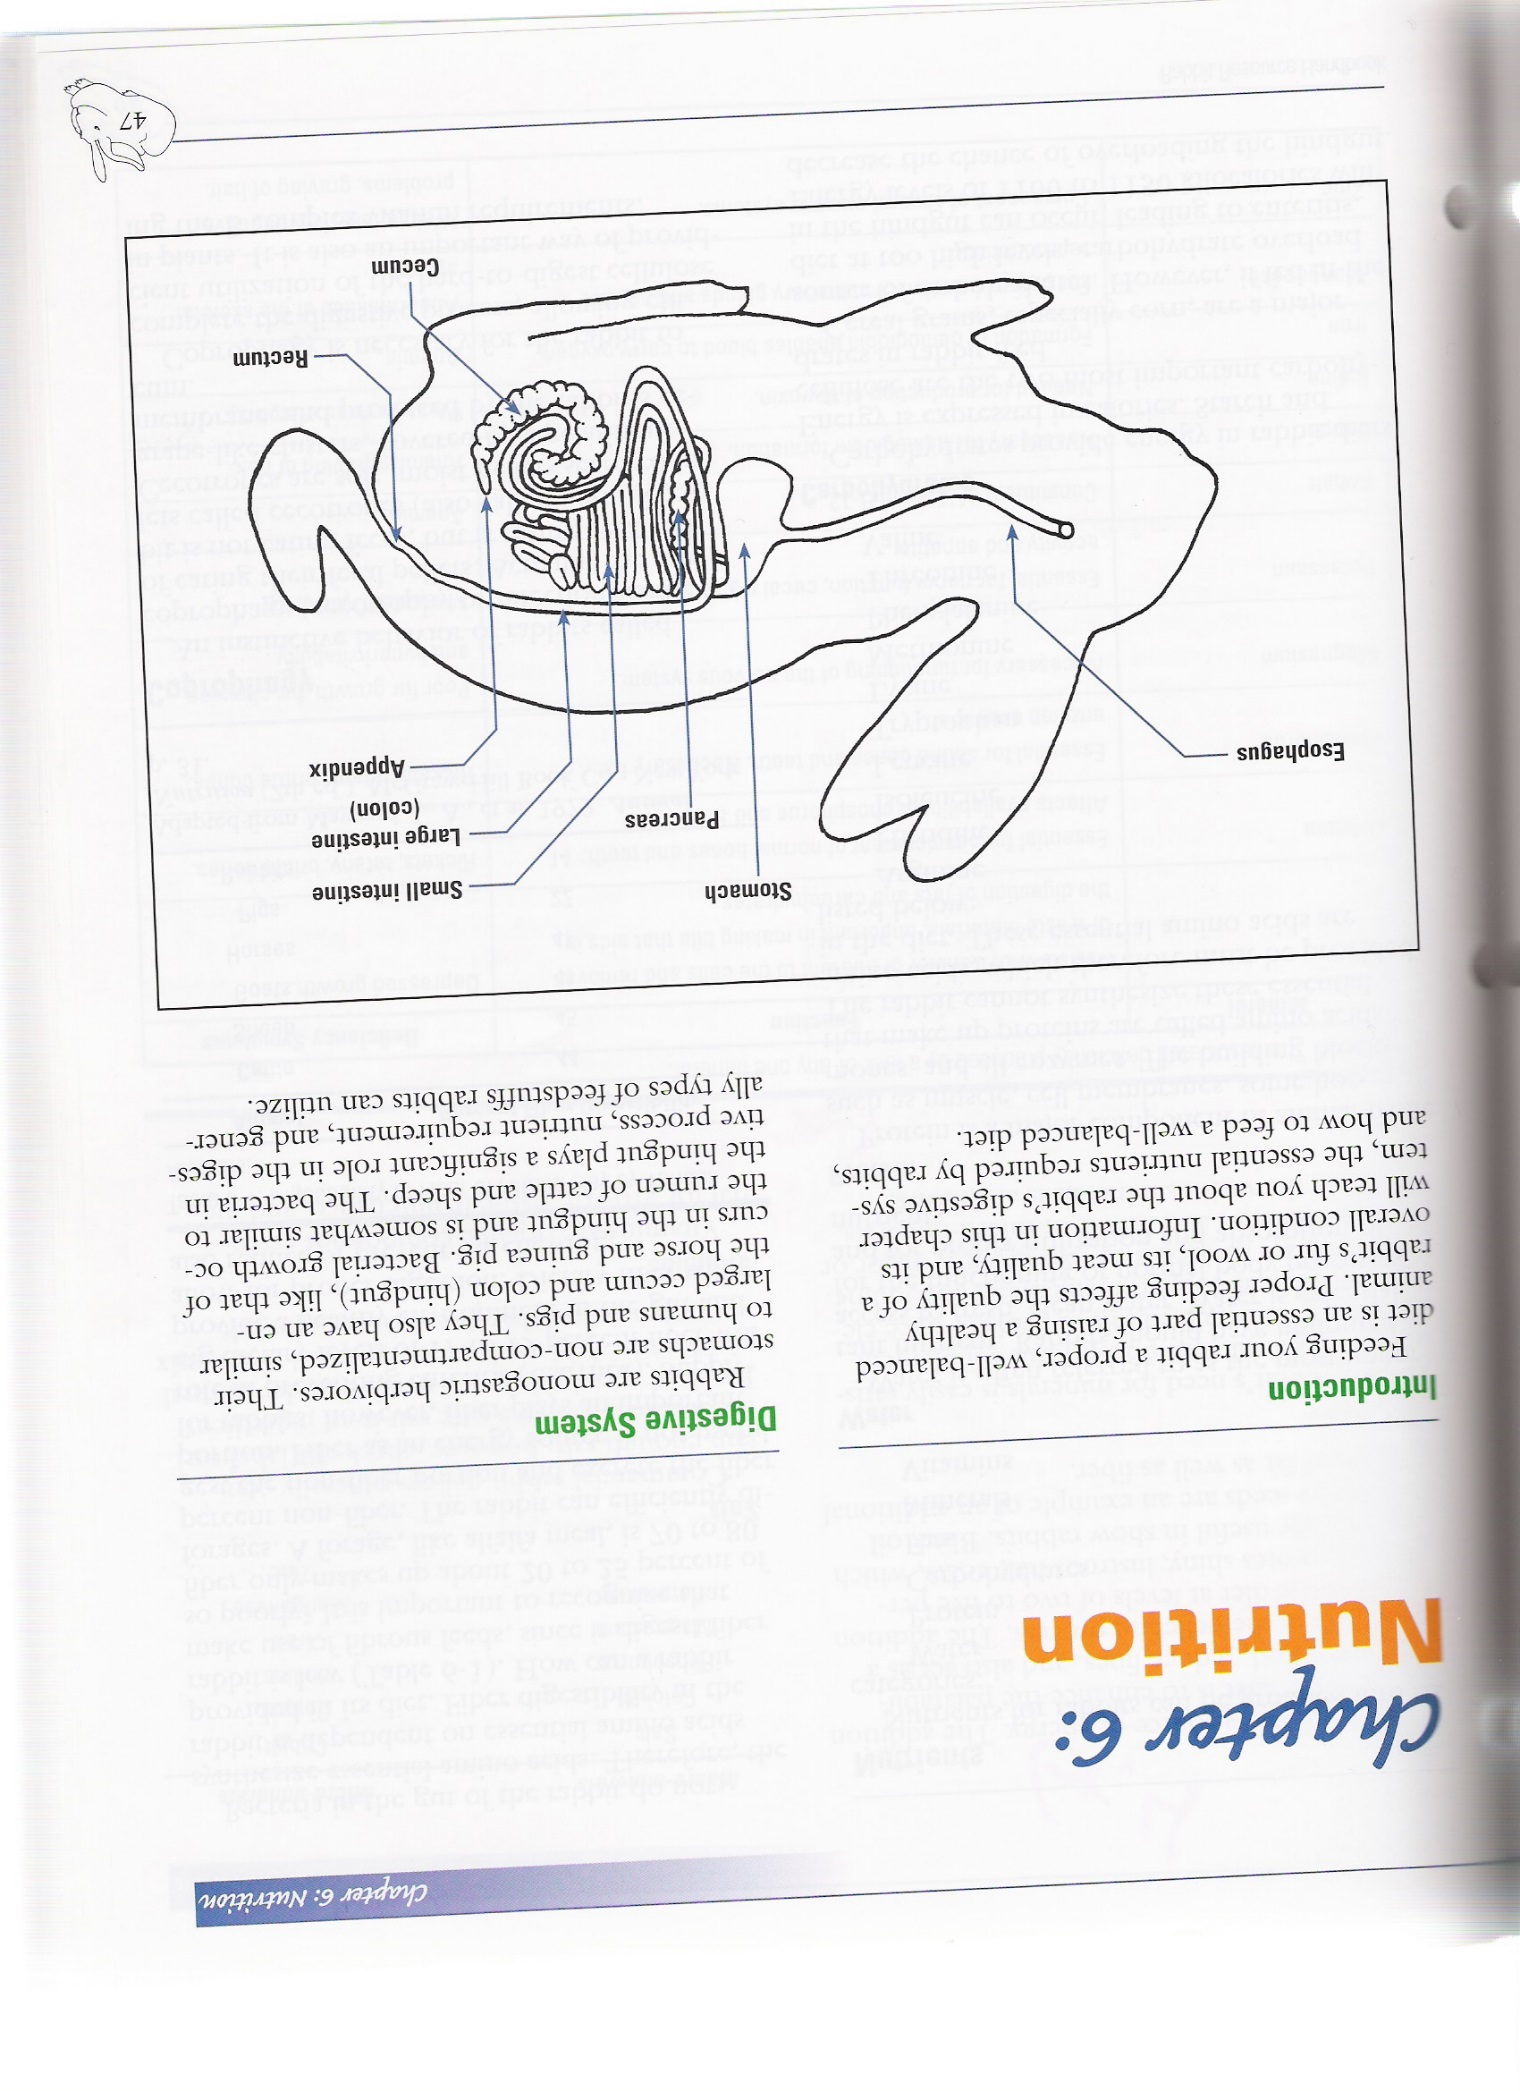 Chapter 6: Nutrition
Chapter 6:
Nutrition
Introduction
Feeding your rabbit a proper, well-balanced
diet is an essential part of raising a healthy
animal. Proper feeding affects the quality of a
rabbit's fur or wool, its meat quality, and its
overall condition. Information in this chapter
will teach you about the rabbit's digestive sys-
tem, the essential nutrients required by rabbits,
and how to feed a well-balanced diet.
Digestive System
Rabbits are monogastric herbivores. Their
stomachs are non-compartmentalized, similar
to humans and pigs. They also have an en-
larged cecum and colon (hindgut), like that of
the horse and guinea pig. Bacterial growth oc-
curs in the hindgut and is somewhat similar to
the rumen of cattle and sheep. The bacteria in
the hindgut plays a significant role in the diges-
tive process, nutrient requirement, and gener-
ally types of feedstuffs rabbits can utilize.
Stomach
Small intestine
Large intestine
(colon)
Pancreas
Appendix
Esophagus
Rectum
Cecum
47